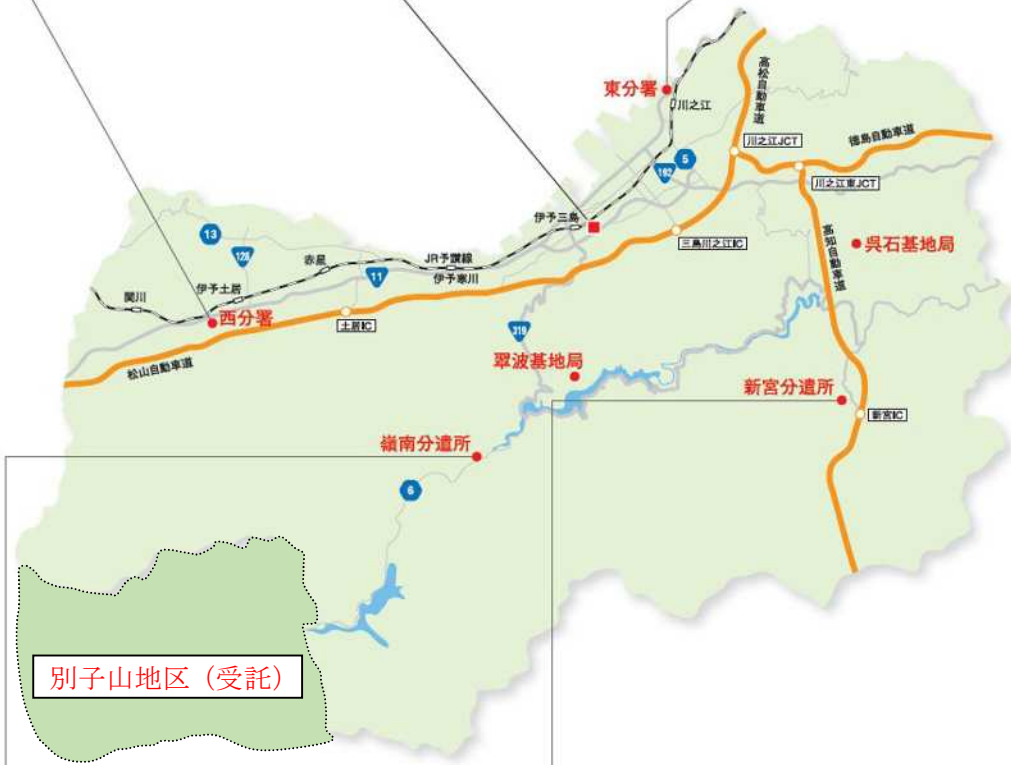 高松自動車道
東分署
川之江
川之江JCT
徳島自動車道
5
192
川之江東JCT
伊予三島
三島川之江IC
高知自動車道
呉石基地局
13
128
赤星
JR予讃線
11
伊予寒川
関川
伊予土居
西分署
土居IC
319
松山自動車道
翠波基地局
新宮分遣所
新宮IC
嶺南分遣所
6
別子山地区（受託）